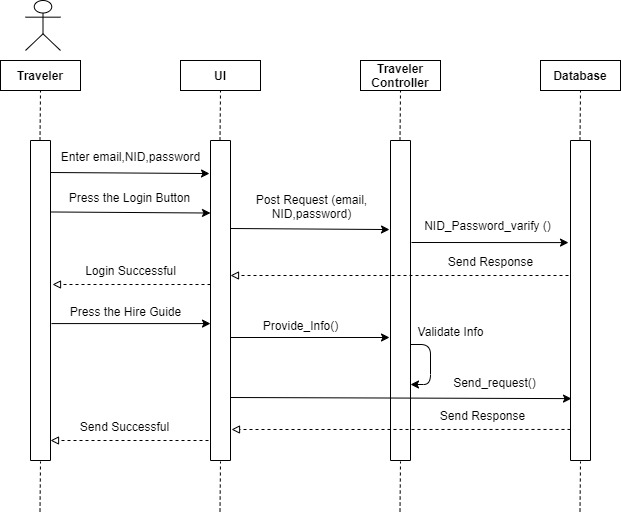 Traveler
UI
Traveler
Controller
Database
Enter email,NID,password
Press the Login Button
Post Request (email,
NID,password)
NID_Password_varify ()
Send Response
Login Successful
Press the Hire Guide
Provide_Info()
Validate Info
Send_request()
Send Response
Send Successful